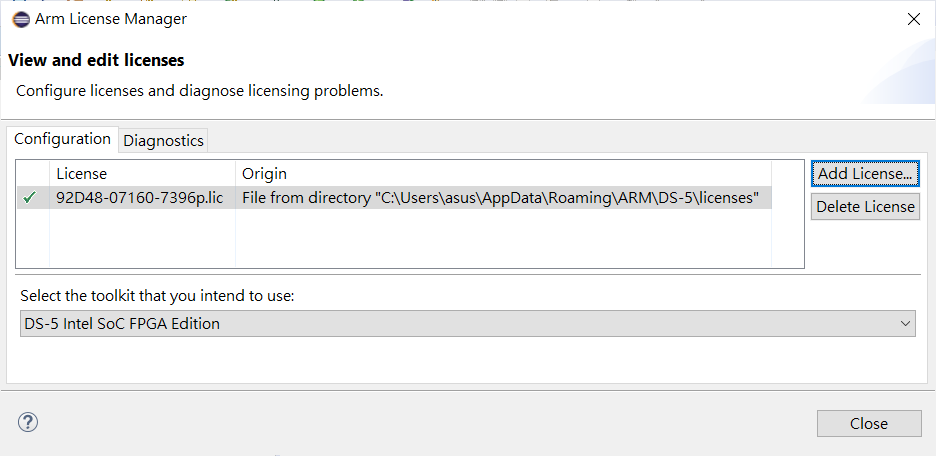 Arm License Manager
View and edit licenses
Configure licenses and diagnose licensing problems.
Configuration Diagnostics
License Origin
92D48-07160-7396p.lic File from directory "C:\Users\asus\AppData\Roaming\ARM\DS-5\licenses"
Add License...
Delete License
Select the toolkit that you intend to use:
DS-5 Intel SoC FPGA Edition
Close